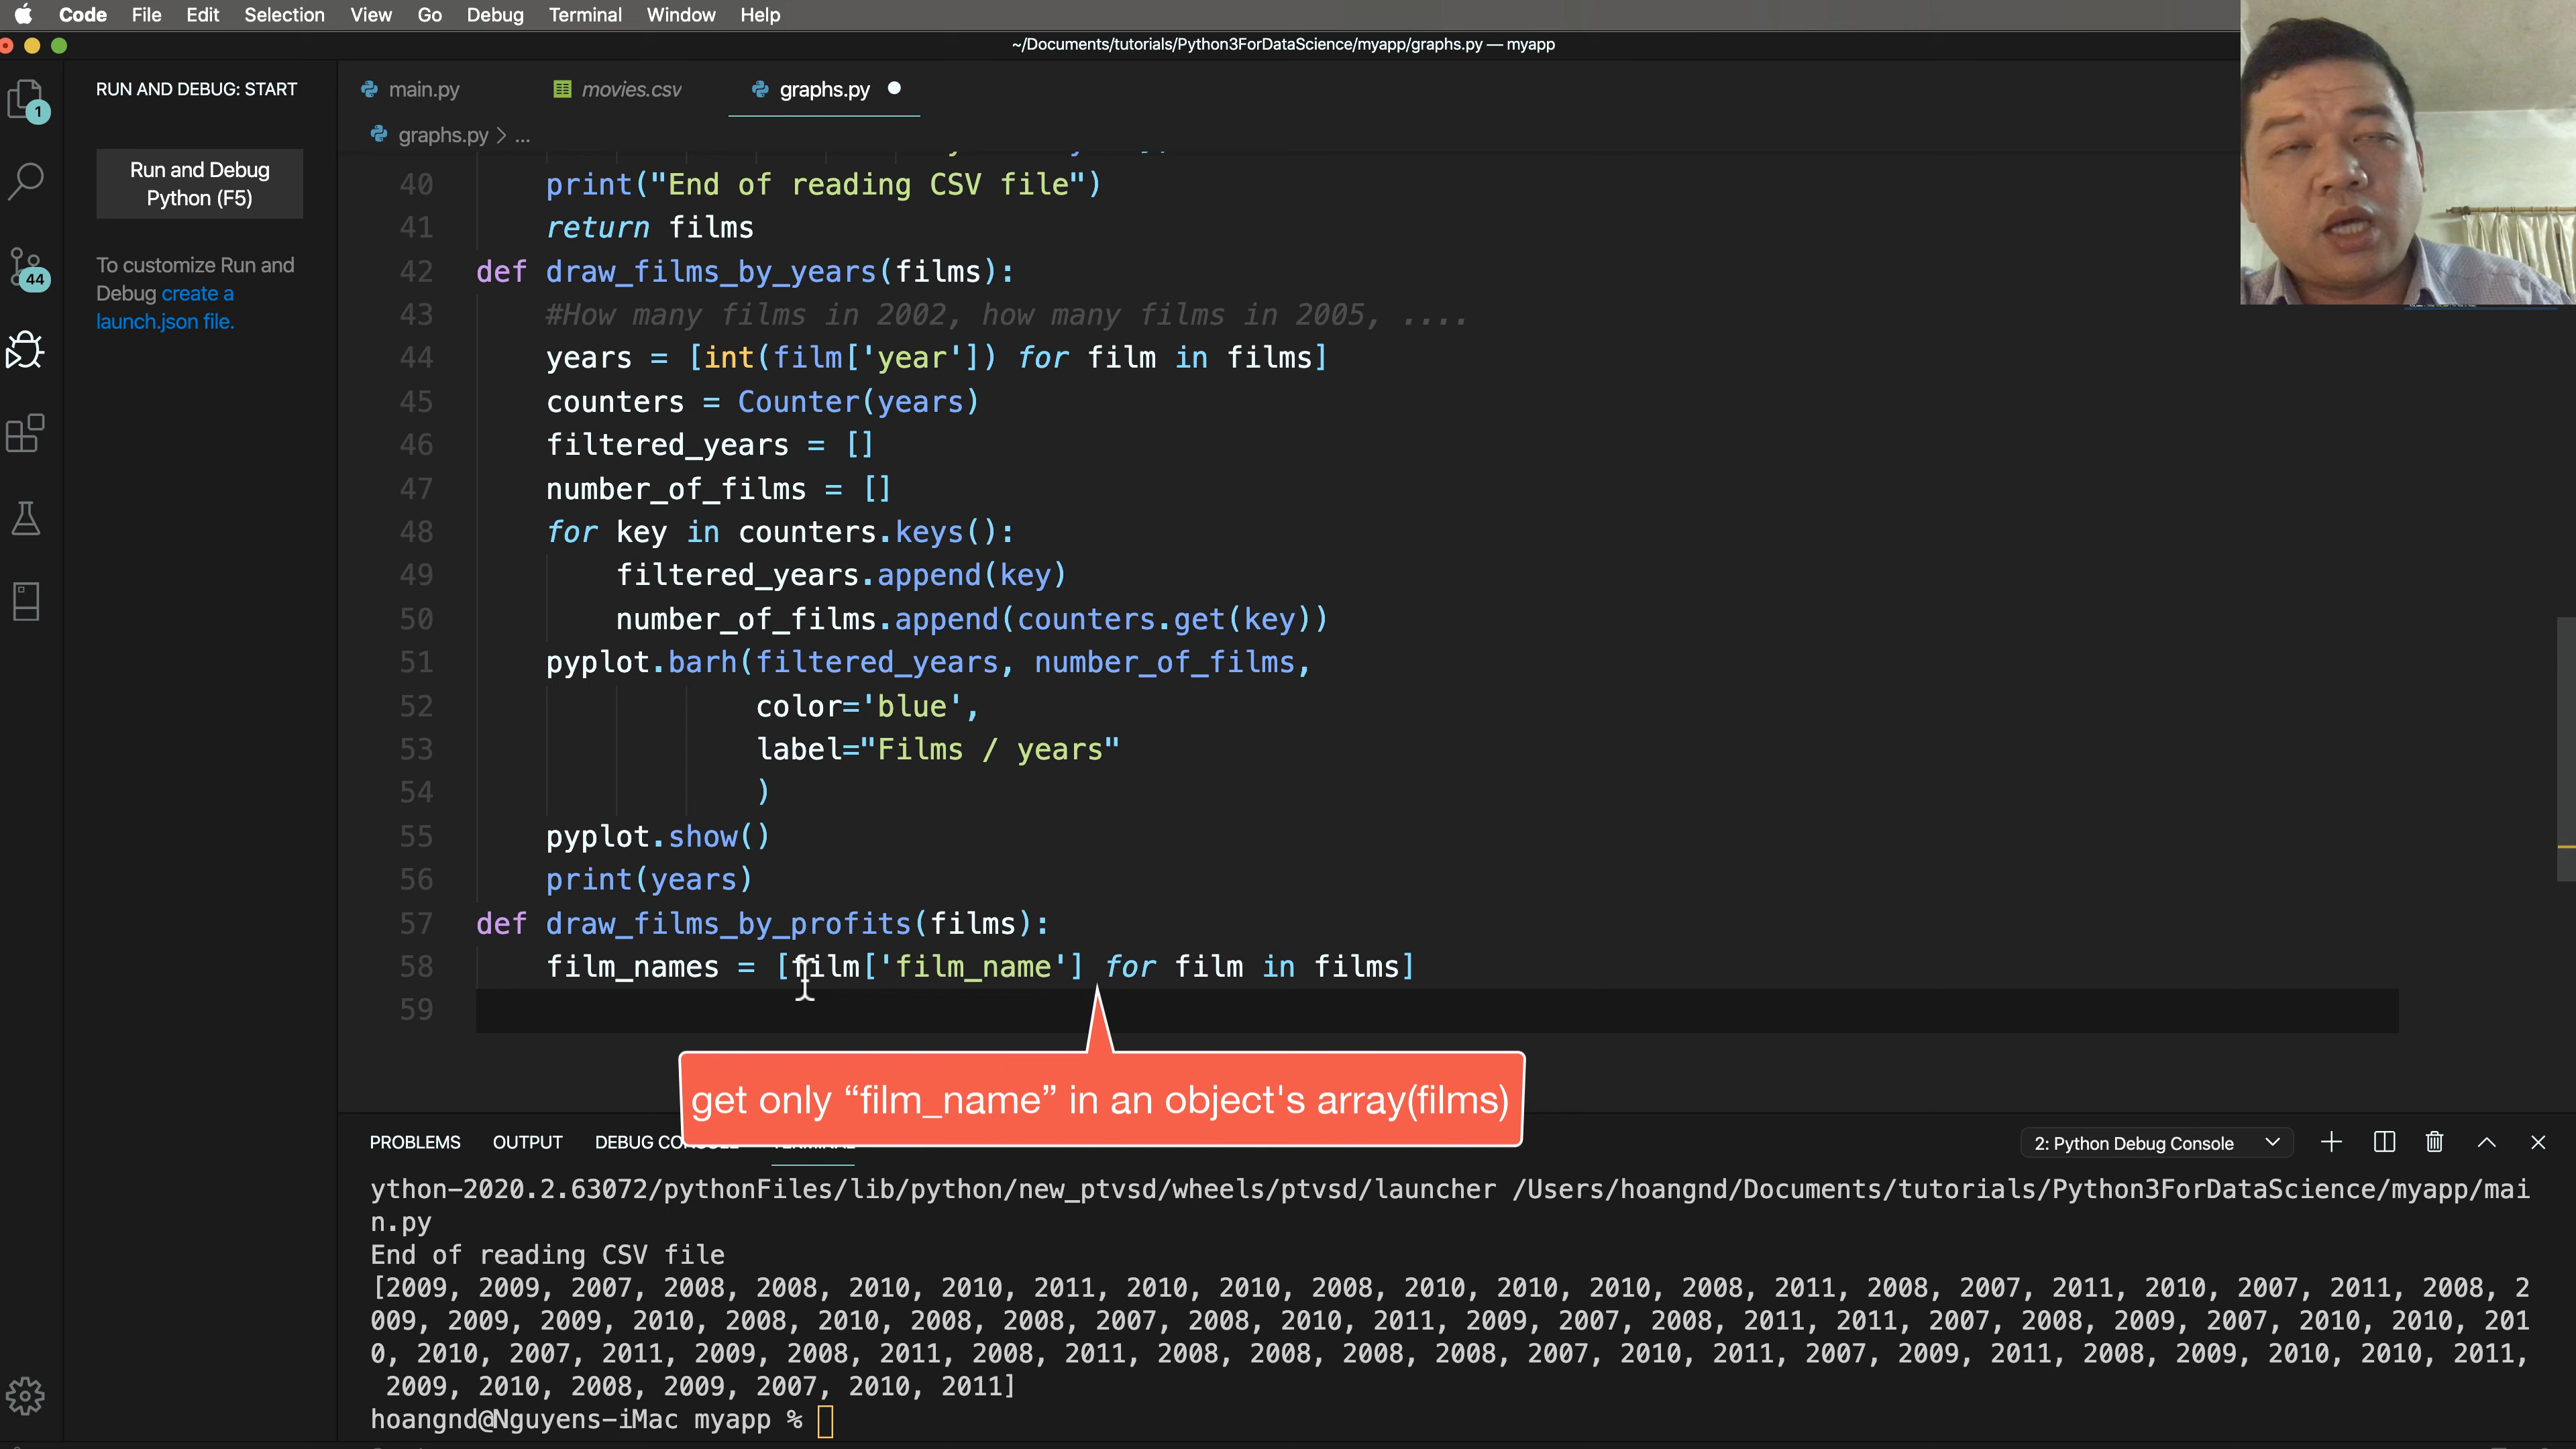 Code File Edit Selection View Go Debug Terminal Window Help
~/Documents/tutorials/Python3ForDataScience/myapp/graphs.py — myapp
RUN AND DEBUG: START
main.py movies.csv graphs.py
1
graphs.py > ...
Run and Debug
Python (F5)
To customize Run and
Debug create a
launch.json file.
44
40 print("End of reading CSV file")
41 return films
42 def draw_films_by_years(films):
43 #How many films in 2002, how many films in 2005, ....
44 years = [int(film['year']) for film in films]
45 counters = Counter(years)
46 filtered_years = []
47 number_of_films = []
48 for key in counters.keys():
49 filtered_years.append(key)
50 number_of_films.append(counters.get(key))
51 pyplot.barh(filtered_years, number_of_films,
52 color='blue',
53 label="Films / years"
54 )
55 pyplot.show()
56 print(years)
57 def draw_films_by_profits(films):
58 film_names = [film['film_name'] for film in films]
59
get only “film_name” in an object's array(films)
PROBLEMS OUTPUT DEBUG CONSOLE TERMINAL 2: Python Debug Console
ython-2020.2.63072/pythonFiles/lib/python/new_ptvsd/wheels/ptvsd/launcher /Users/hoangnd/Documents/tutorials/Python3ForDataScience/myapp/mai
n.py
End of reading CSV file
[2009, 2009, 2007, 2008, 2008, 2010, 2010, 2011, 2010, 2010, 2008, 2010, 2010, 2010, 2008, 2011, 2008, 2007, 2011, 2010, 2007, 2011, 2008, 2
009, 2009, 2009, 2010, 2008, 2010, 2008, 2008, 2007, 2008, 2010, 2011, 2009, 2007, 2008, 2011, 2011, 2007, 2008, 2009, 2007, 2010, 2010, 201
0, 2010, 2007, 2011, 2009, 2008, 2011, 2008, 2011, 2008, 2008, 2008, 2008, 2007, 2010, 2011, 2007, 2009, 2011, 2008, 2009, 2010, 2010, 2011,
2009, 2010, 2008, 2009, 2007, 2010, 2011]
hoangnd@Nguyens-iMac myapp %